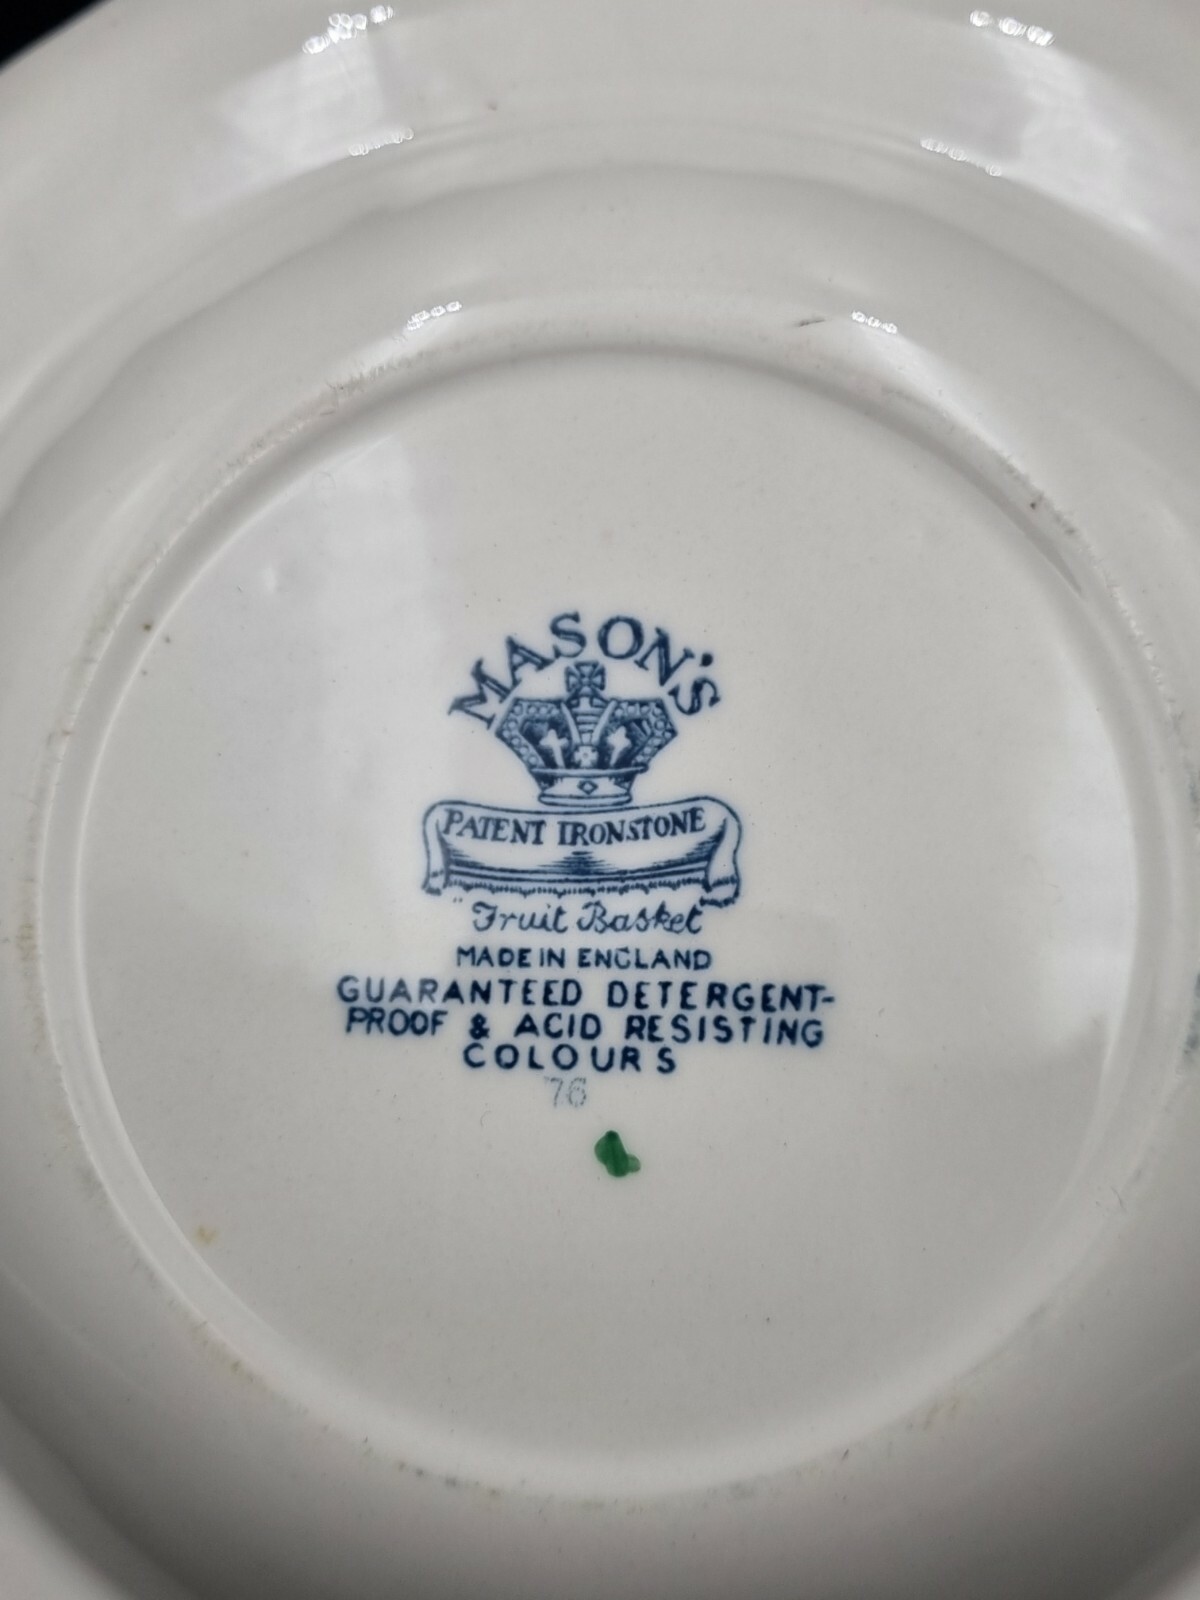 MASON'S
PATENT IRONSTONE
"Fruit Basket"
MADE IN ENGLAND
GUARANTEED DETERGENT-
PROOF & ACID RESISTING
COLOURS
76